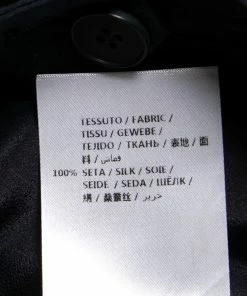 TESSUTO / FABRIC /
TISSU / GEWEBE /
TEJIDO / ТКАНЬ / 表地 / 面
料 / قماش /
100% SETA / SILK / SOIE /
SEIDE / SEDA / ШЁЛК /
絹 / 桑蚕丝 / حرير /